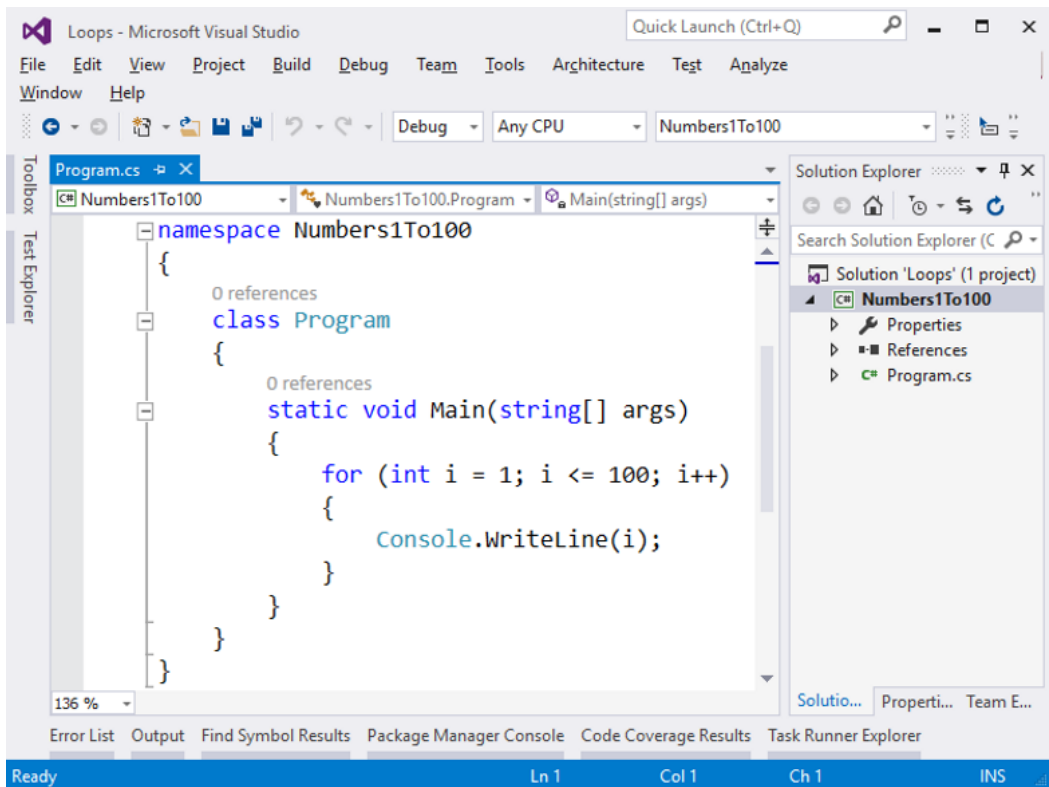 Loops - Microsoft Visual Studio
Quick Launch (Ctrl+Q)
File Edit View Project Build Debug Team Tools Architecture Test Analyze
Window Help
Debug Any CPU Numbers1To100
Toolbox
Test Explorer
Program.cs
C# Numbers1To100 Numbers1To100.Program Main(string[] args)
namespace Numbers1To100
{
0 references
class Program
{
0 references
static void Main(string[] args)
{
for (int i = 1; i <= 100; i++)
{
Console.WriteLine(i);
}
}
}
}
136 %
Solution Explorer
Search Solution Explorer (C
Solution 'Loops' (1 project)
C# Numbers1To100
Properties
References
C# Program.cs
Solutio... Properti... Team E...
Error List Output Find Symbol Results Package Manager Console Code Coverage Results Task Runner Explorer
Ready Ln 1 Col 1 Ch 1 INS